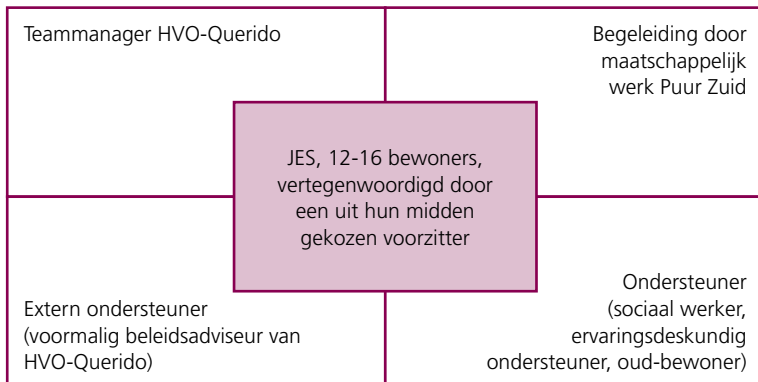 Teammanager HVO-Querido
Begeleiding door
maatschappelijk
werk Puur Zuid
JES, 12-16 bewoners,
vertegenwoordigd door
een uit hun midden
gekozen voorzitter
Extern ondersteuner
(voormalig beleidsadviseur van
HVO-Querido)
Ondersteuner
(sociaal werker,
ervaringsdeskundig
ondersteuner, oud-bewoner)